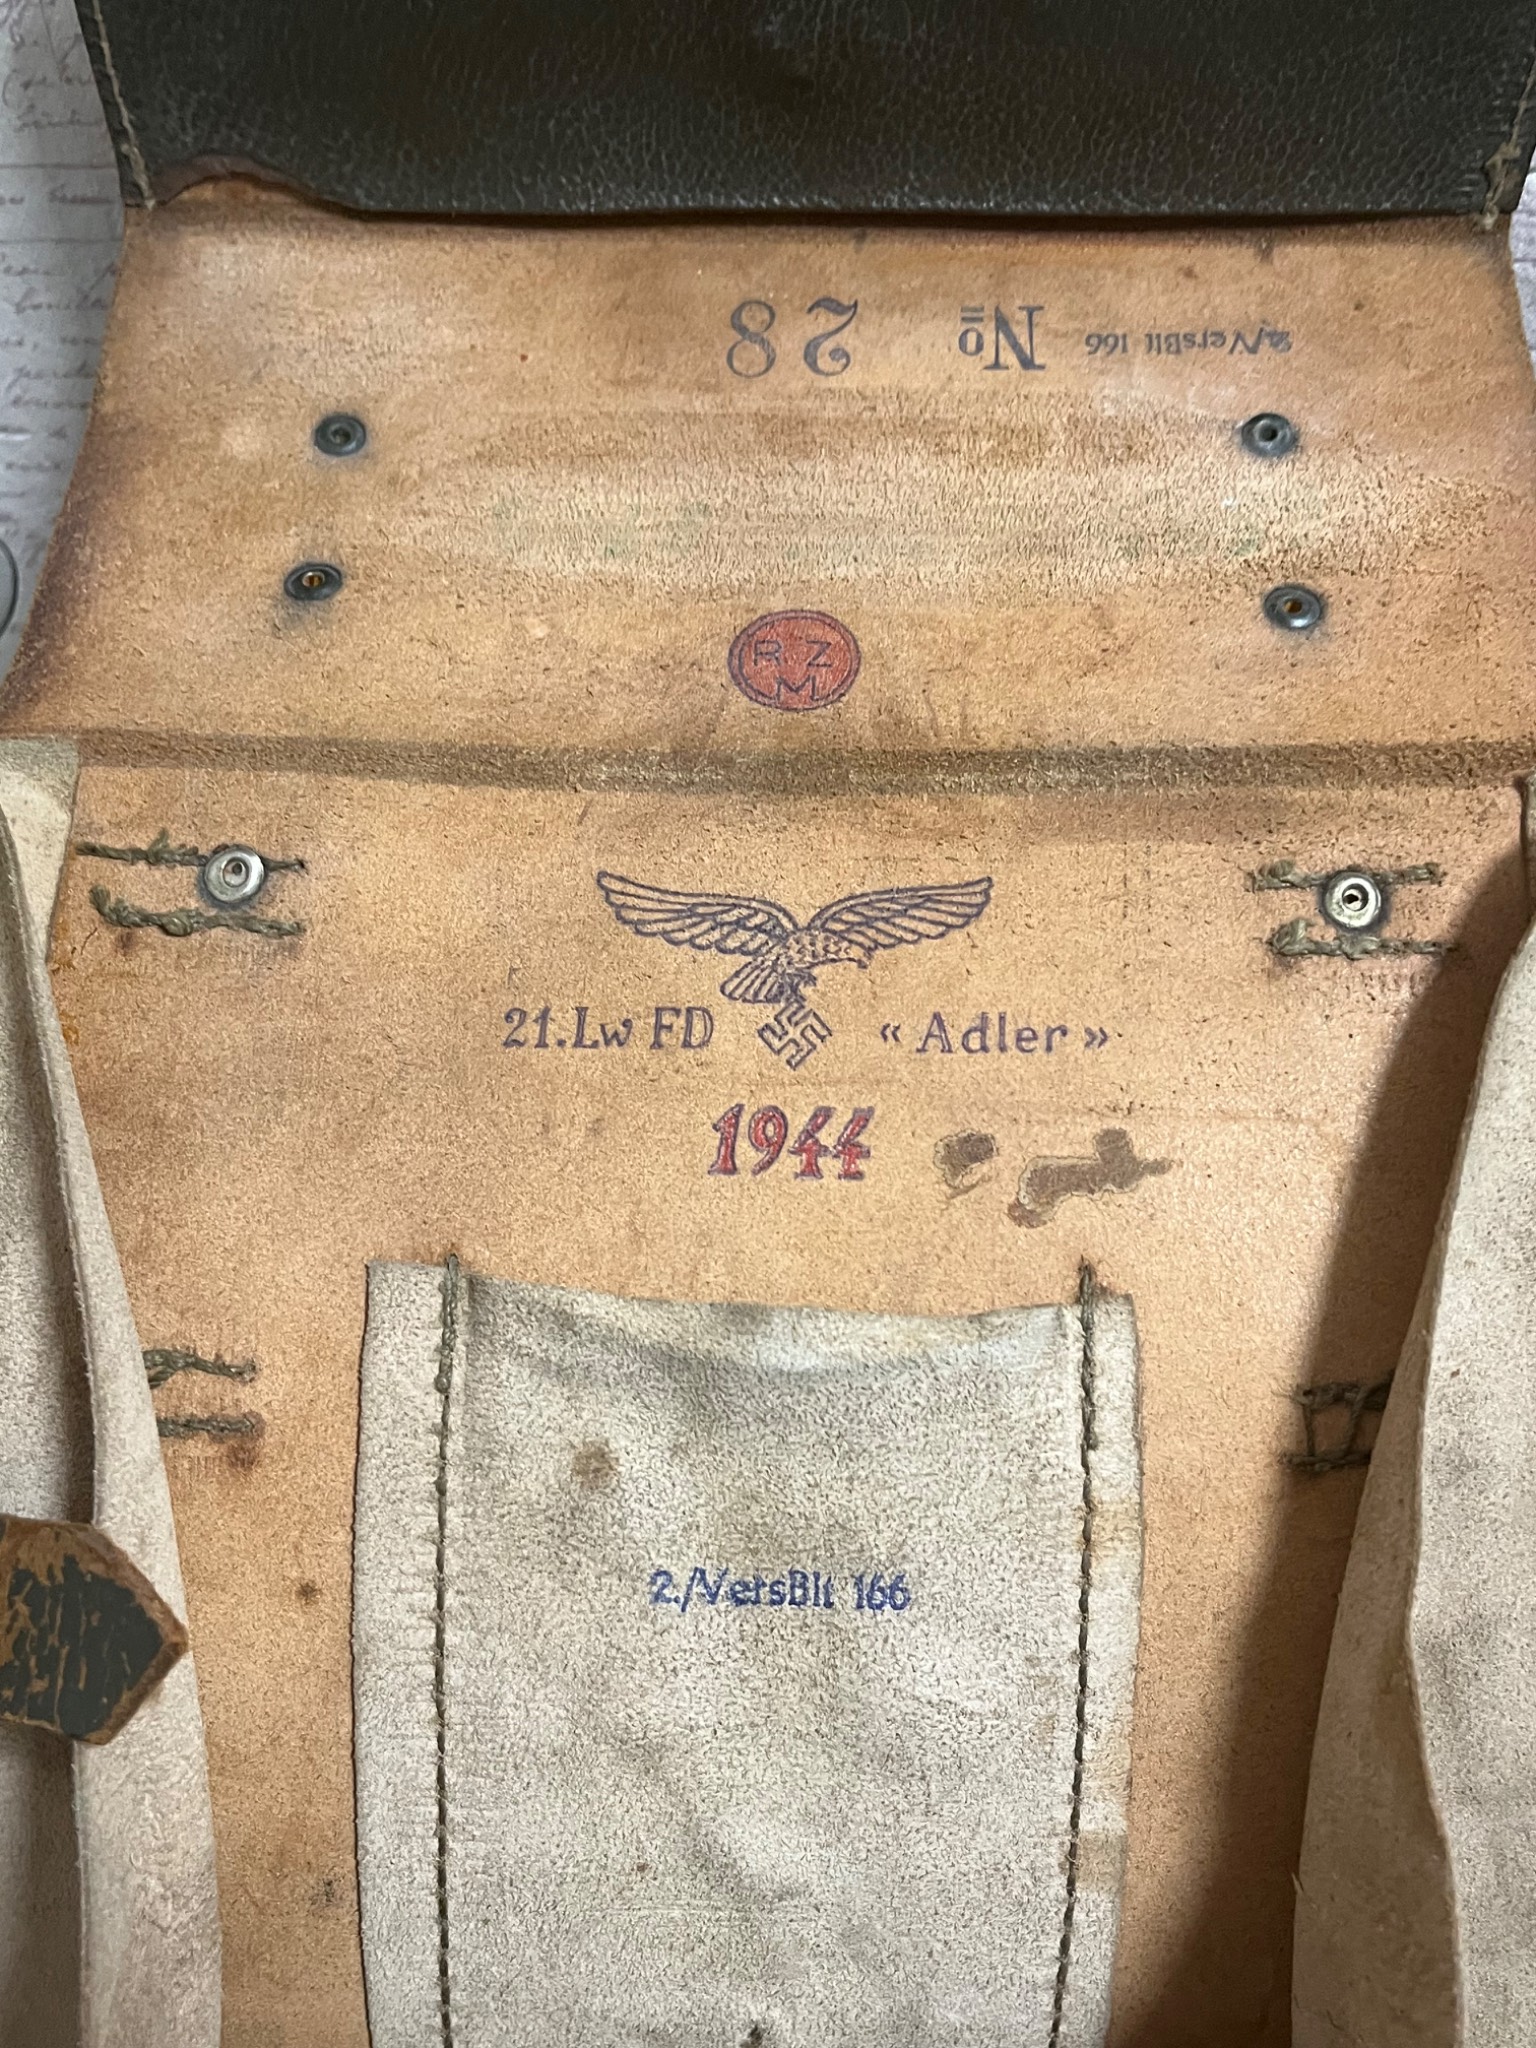 2./VersBlt 166 No 28
RZM
21.Lw FD « Adler »
1944
2./VersBlt 166